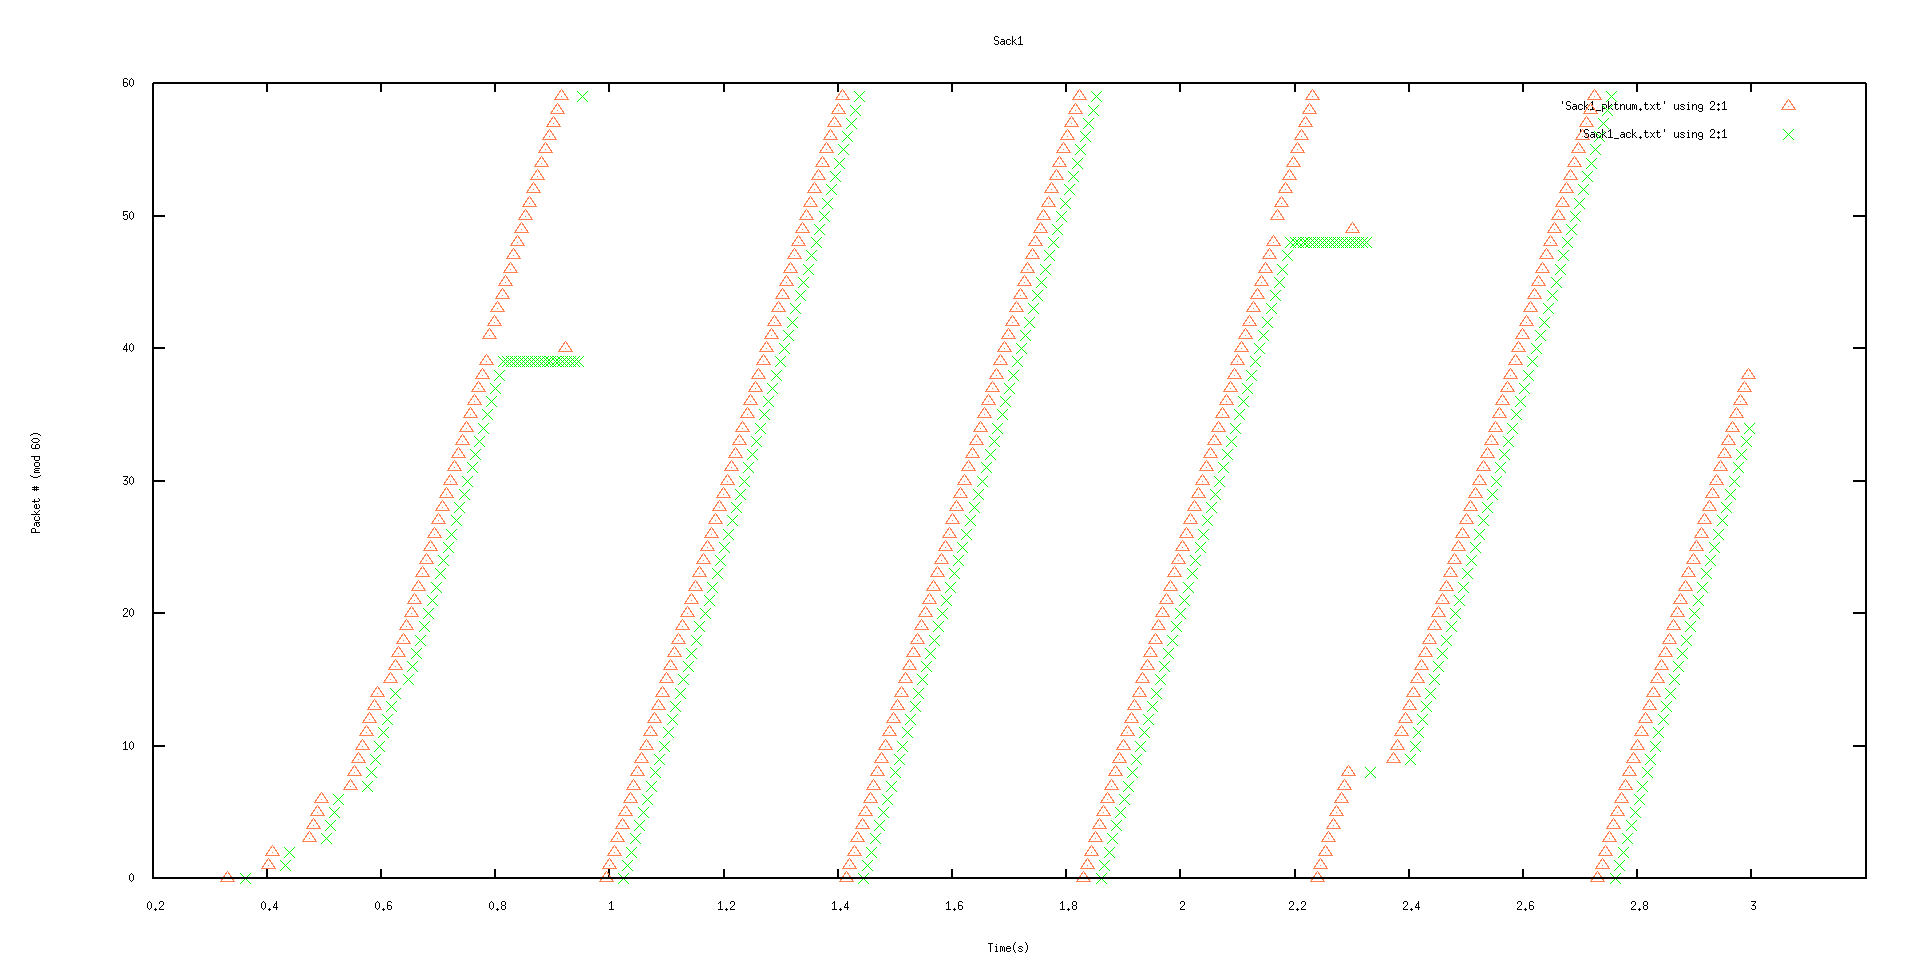 Sack1
60
'Sack1_pktnum.txt' using 2:1
'Sack1_ack.txt' using 2:1
50
40
Packet # (mod 60)
30
20
10
0
0.2 0.4 0.6 0.8 1 1.2 1.4 1.6 1.8 2 2.2 2.4 2.6 2.8 3
Time(s)